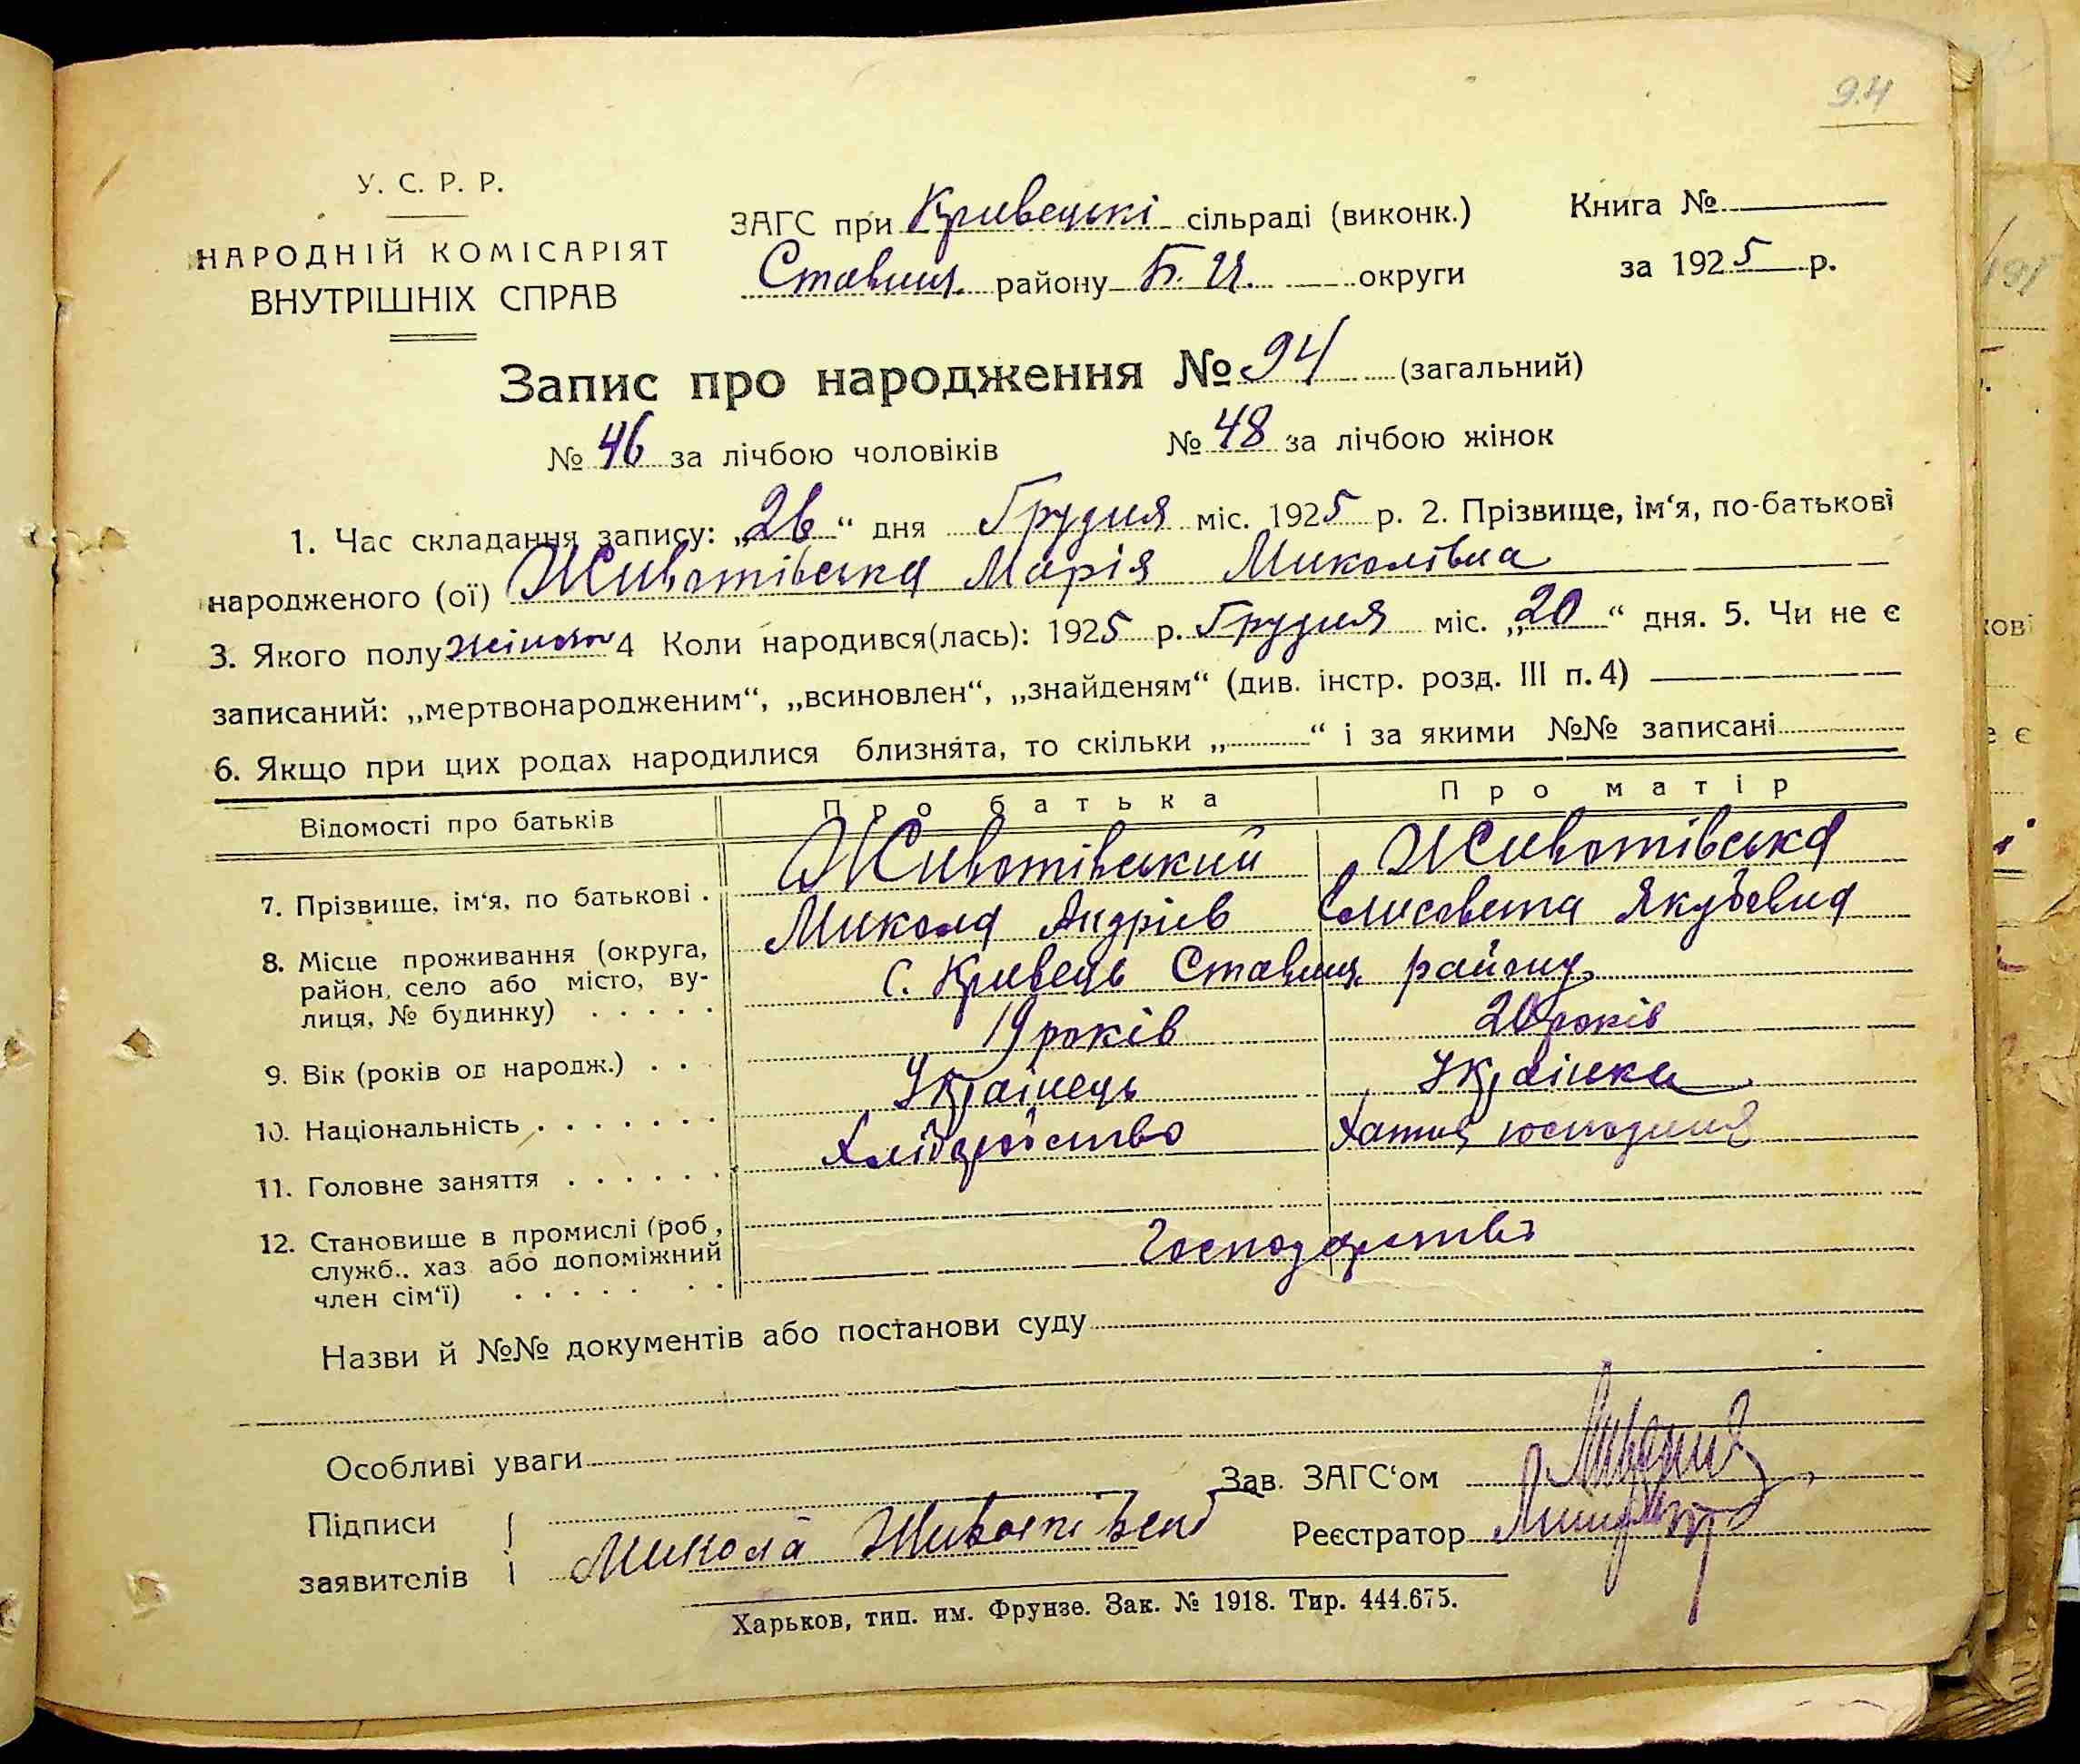 94
У. С. Р. Р.
НАРОДНІЙ КОМІСАРІЯТ
ВНУТРІШНІХ СПРАВ
ЗАГС при Кривецькі сільраді (виконк.)
Ставищ. району Б. Ц. округи
Книга №
за 1925 р.
Запис про народження № 94 (загальний)
№ 46 за лічбою чоловіків № 48 за лічбою жінок
1. Час складання запису: „26“ дня Грудня міс. 1925 р. 2. Прізвище, ім‘я, по-батькові
народженого (ої) Животівська Марія Миколівна
3. Якого полу 4 Коли народився(лась): 1925 р. Грудня міс. „20“ дня. 5. Чи не є
записаний: „мертвонародженим“, „всиновлен“, „знайденям“ (див. інстр. розд. III п. 4)
6. Якщо при цих родах народилися близнята, то скільки „ “ і за якими №№ записані
Відомості про батьків Про батька Про матір
7. Прізвище, ім‘я, по батькові . Животівський Животівська
Микола Андріев Єлисавета Якубовна
8. Місце проживання (округа,
район, село або місто, ву-
лиця, № будинку) . . . . . с. Кривець Ставищ. району
9. Вік (років од народж.) . . 19 років 20 років
10. Національність . . . . . . . Українець Українка
11. Головне заняття . . . . . . Хліборобство Хатня господиня
12. Становище в промислі (роб.,
служб., хаз. або допоміжний
член сім‘ї) . . . . . . . Господарство
Назви й №№ документів або постанови суду
Особливі уваги
Зав. ЗАГС‘ом
Підписи
заявителів Микола
Реєстратор
Харьков, тип. им. Фрунзе. Зак. № 1918. Тир. 444.675.